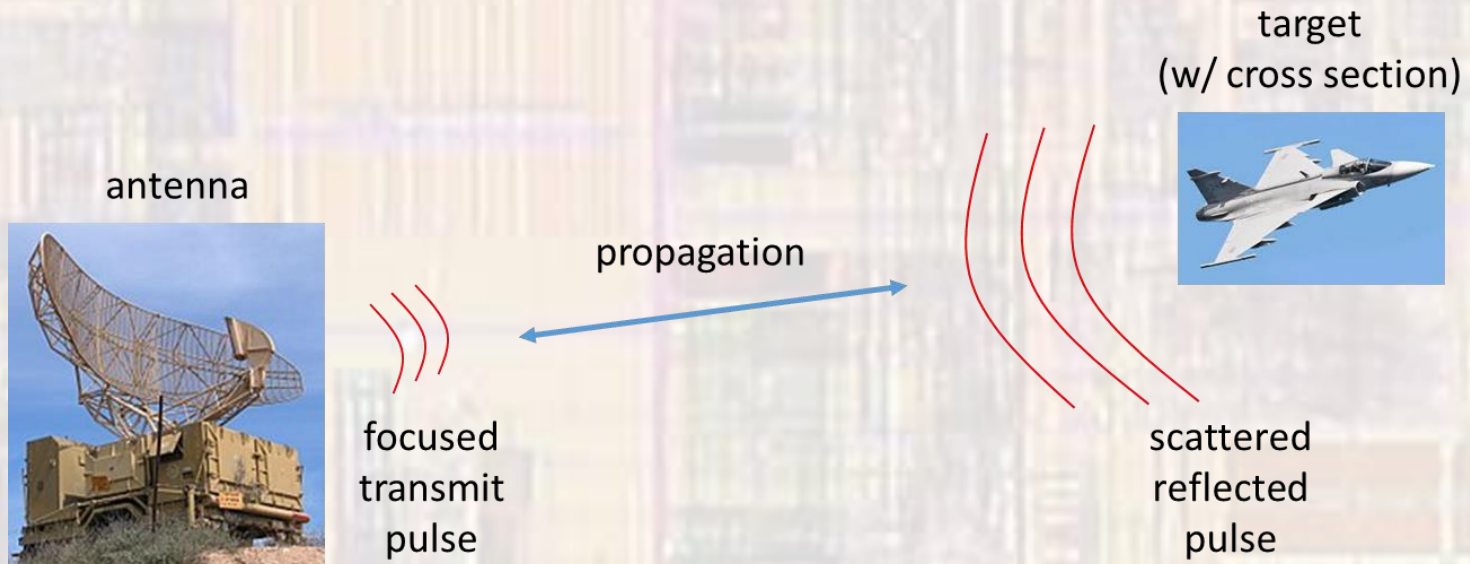 antenna
focused
transmit
pulse
propagation
target
(w/ cross section)
scattered
reflected
pulse